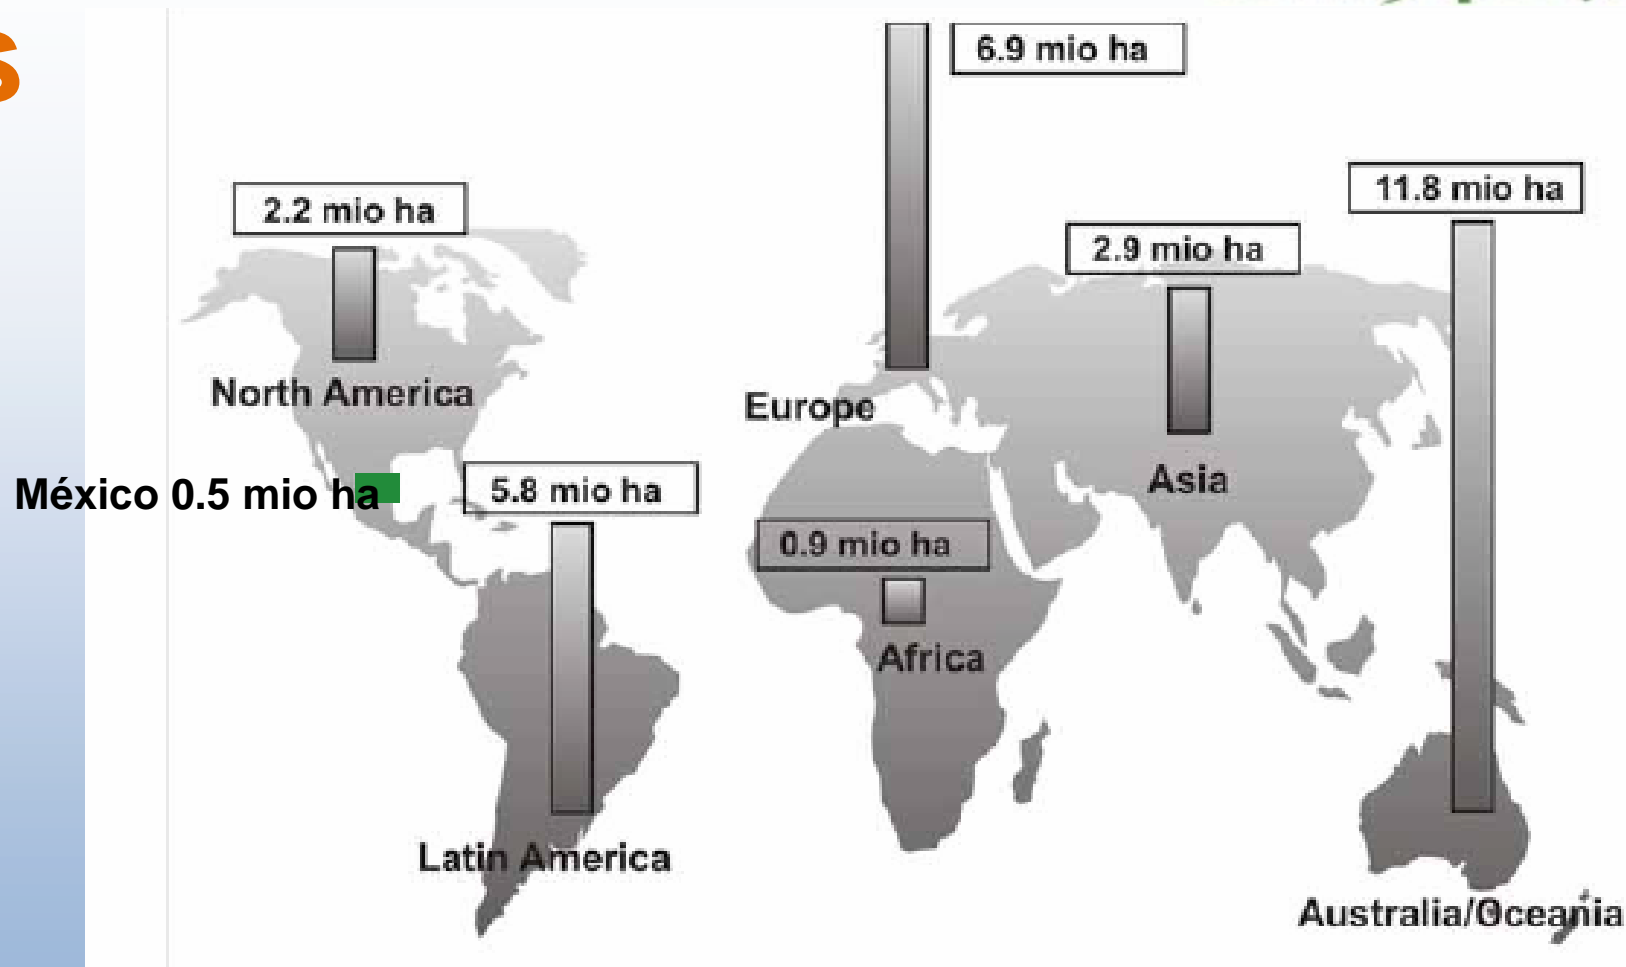 s
6.9 mio ha
11.8 mio ha
2.2 mio ha
2.9 mio ha
North America
Europe
Asia
México 0.5 mio ha
5.8 mio ha
0.9 mio ha
Africa
Latin America
Australia/Oceania